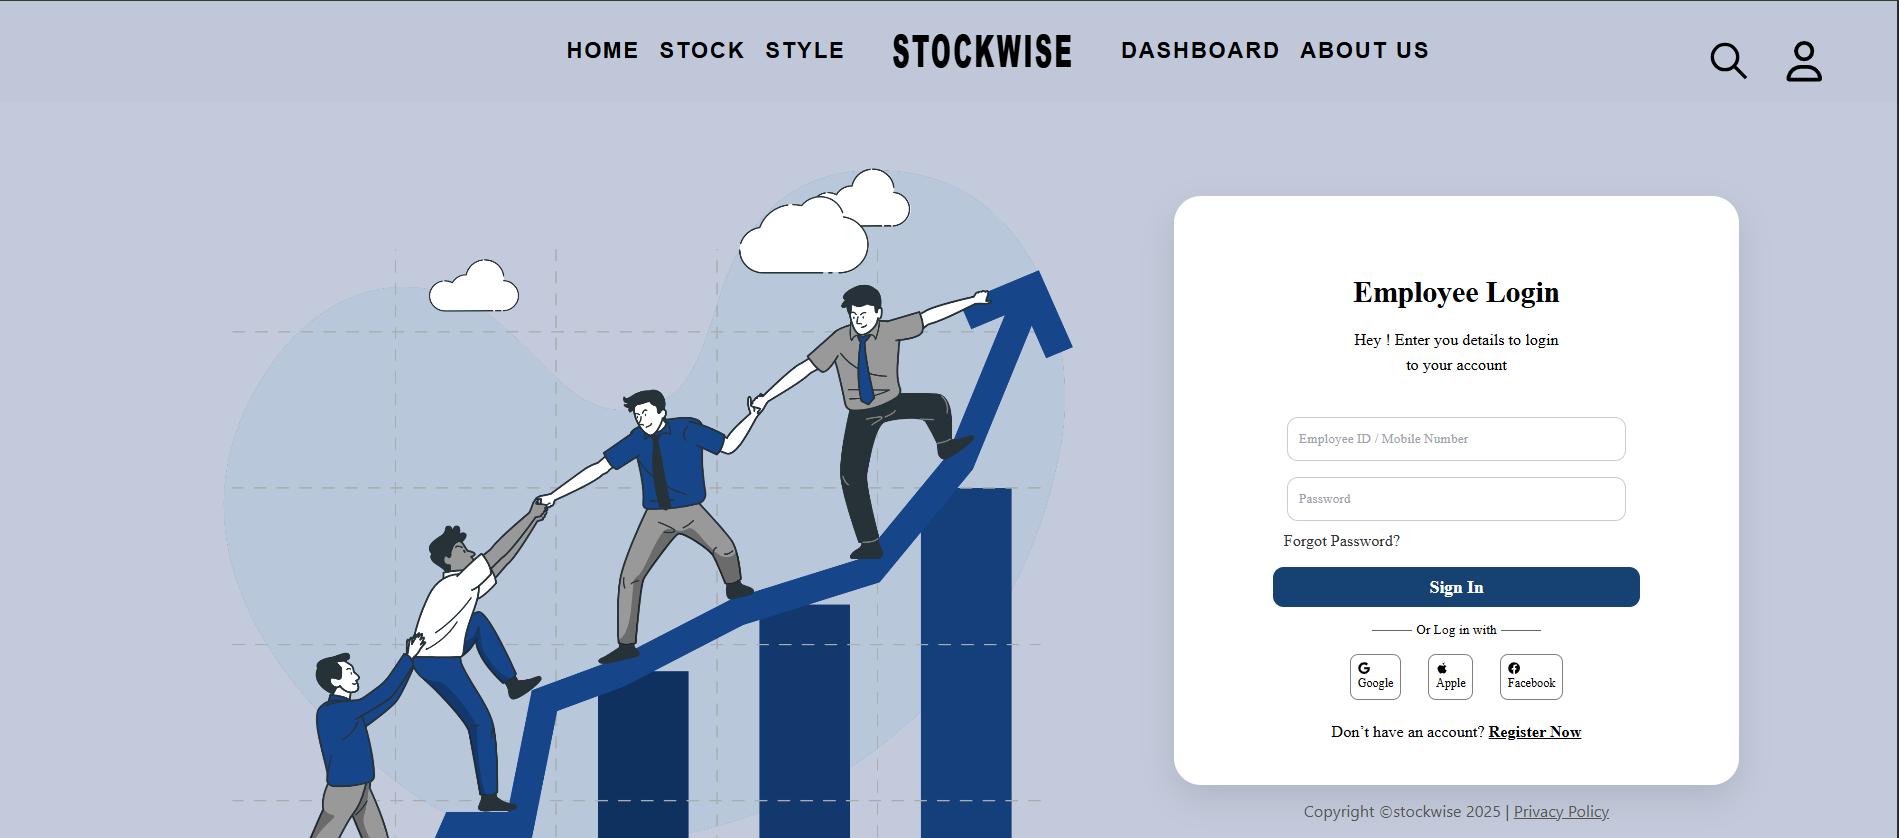 HOME STOCK STYLE STOCKWISE DASHBOARD ABOUT US
Employee Login
Hey ! Enter you details to login
to your account
Employee ID / Mobile Number
Password
Forgot Password?
Sign In
Or Log in with
Google Apple Facebook
Don’t have an account? Register Now
Copyright ©stockwise 2025 | Privacy Policy